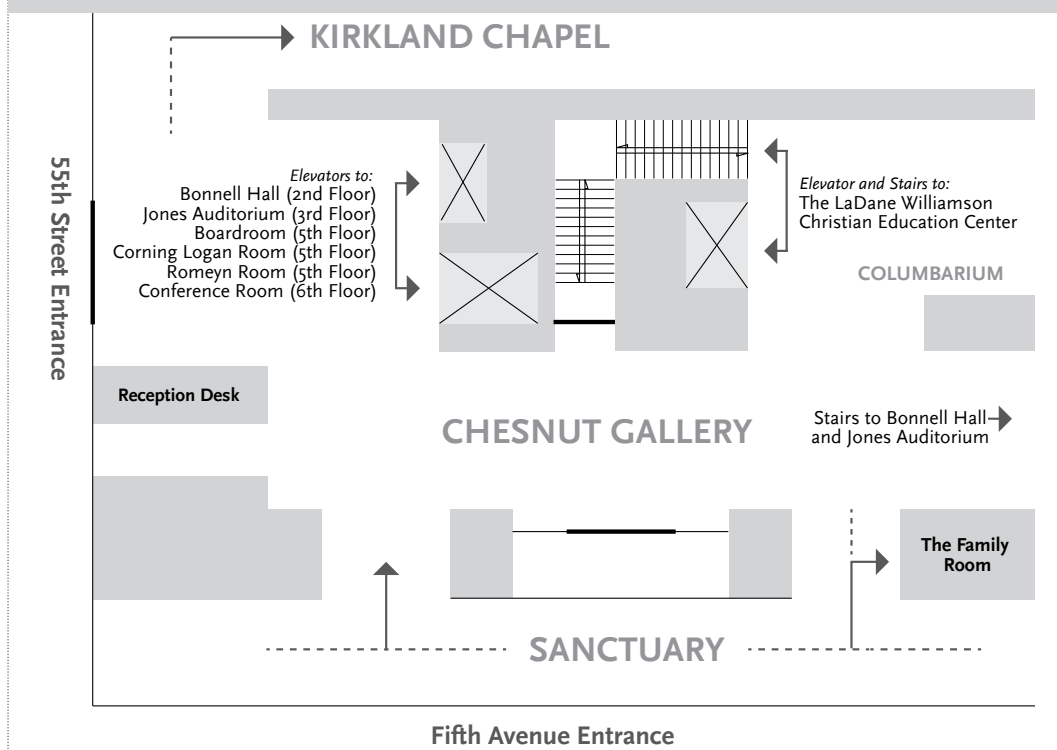 KIRKLAND CHAPEL
55th Street Entrance
Elevators to:
Bonnell Hall (2nd Floor)
Jones Auditorium (3rd Floor)
Boardroom (5th Floor)
Corning Logan Room (5th Floor)
Romeyn Room (5th Floor)
Conference Room (6th Floor)
Elevator and Stairs to:
The LaDane Williamson
Christian Education Center
COLUMBARIUM
Reception Desk
CHESNUT GALLERY
Stairs to Bonnell Hall
and Jones Auditorium
The Family
Room
SANCTUARY
Fifth Avenue Entrance